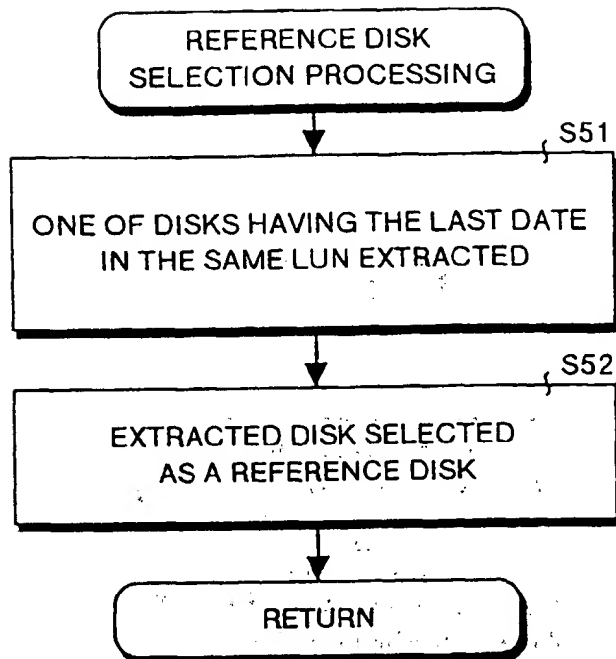 REFERENCE DISK
SELECTION PROCESSING
S51
ONE OF DISKS HAVING THE LAST DATE
IN THE SAME LUN EXTRACTED
S52
EXTRACTED DISK SELECTED
AS A REFERENCE DISK
RETURN